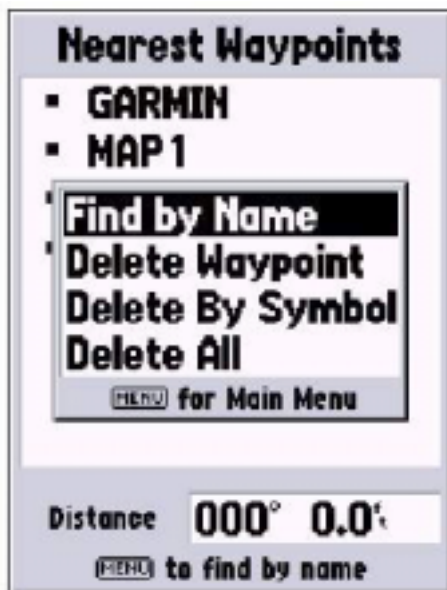 Nearest Waypoints
GARMIN
MAP 1
Find by Name
Delete Waypoint
Delete By Symbol
Delete All
MENU for Main Menu
Distance 000° 0.0
MENU to find by name